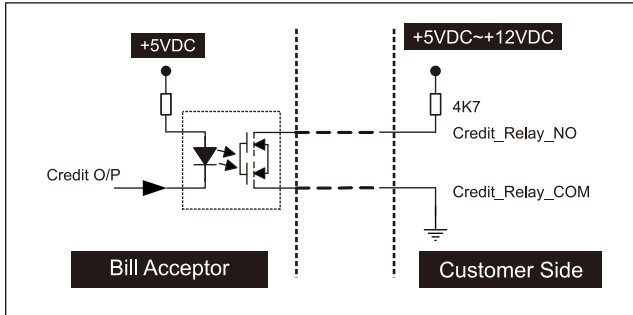 +5VDC
+5VDC~+12VDC
4K7
Credit_Relay_NO
Credit O/P
Credit_Relay_COM
Bill Acceptor
Customer Side